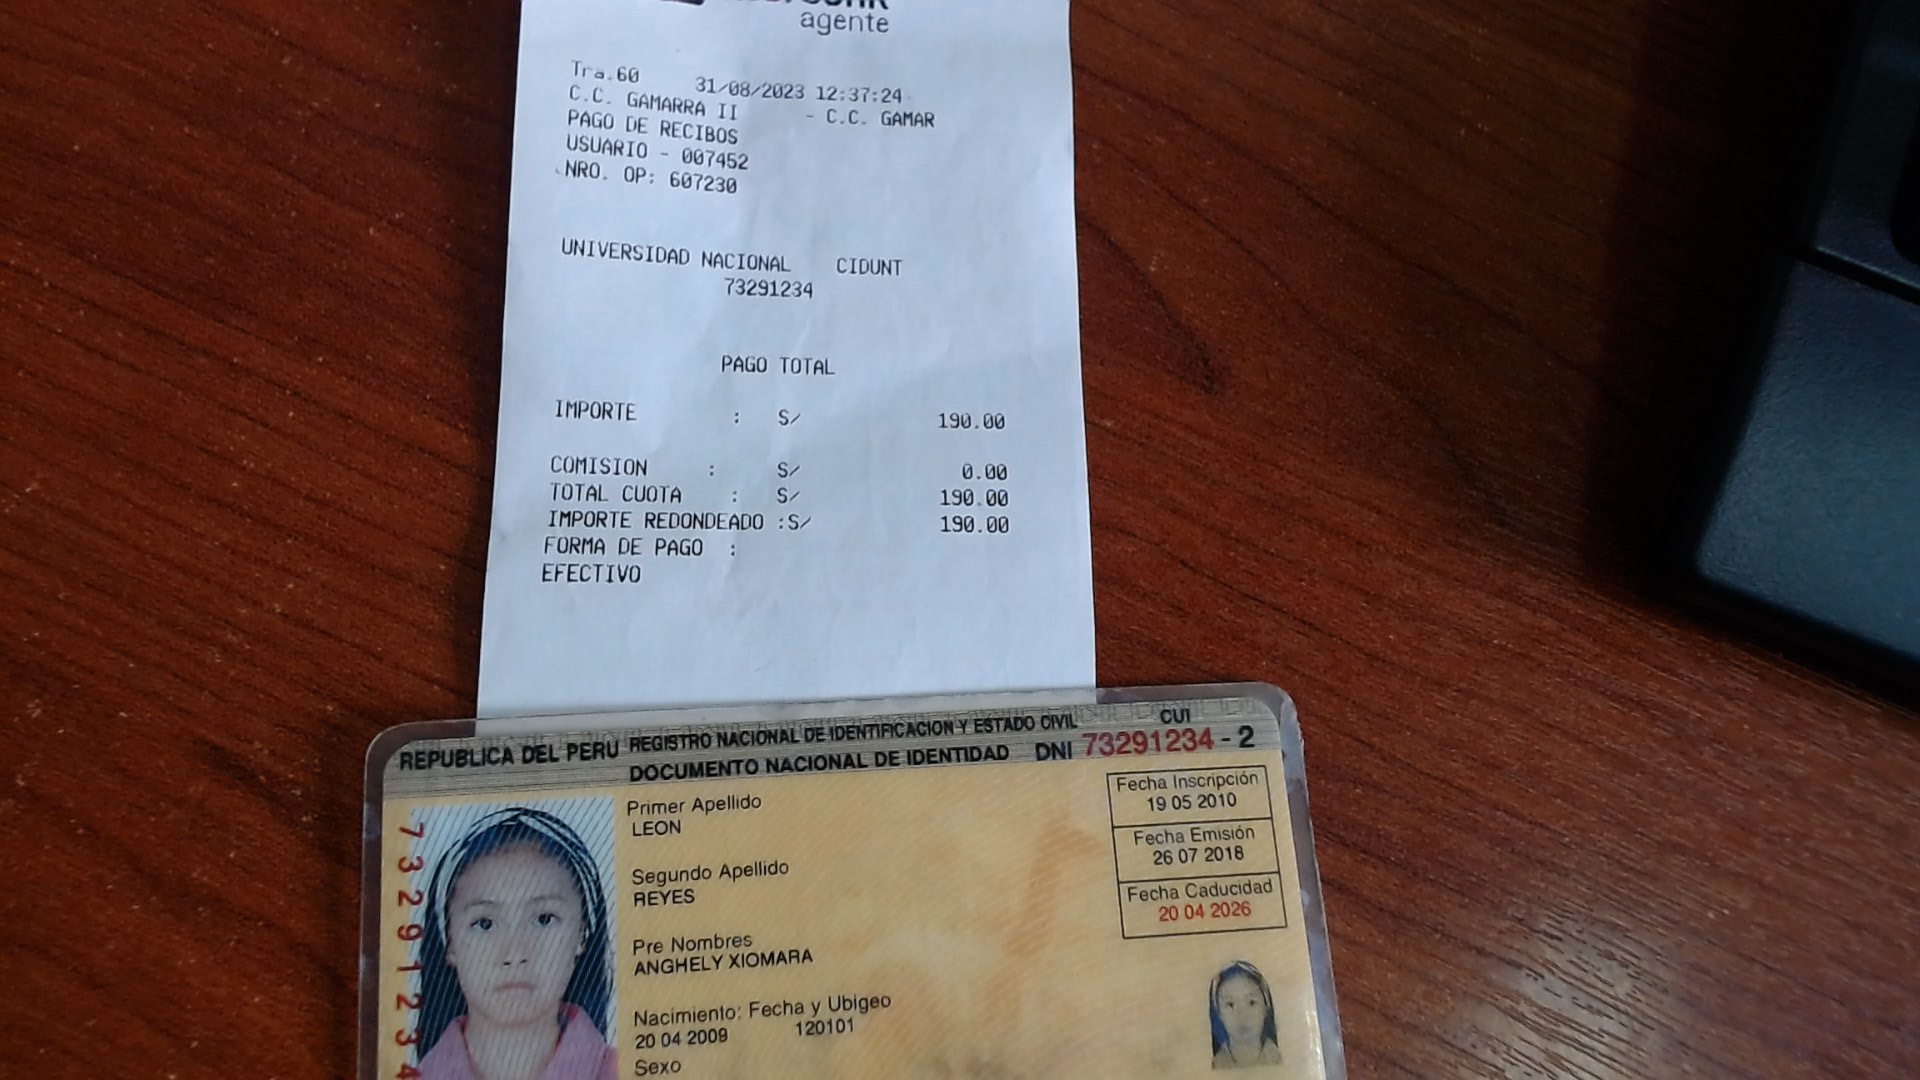 agente
Tra.60 31/08/2023 12:37:24
C.C. GAMARRA II - C.C. GAMAR
PAGO DE RECIBOS
USUARIO - 007452
NRO. OP: 607230
UNIVERSIDAD NACIONAL CIDUNT
73291234
PAGO TOTAL
IMPORTE : S/ 190.00
COMISION : S/ 0.00
TOTAL CUOTA : S/ 190.00
IMPORTE REDONDEADO :S/ 190.00
FORMA DE PAGO :
EFECTIVO
REPUBLICA DEL PERU REGISTRO NACIONAL DE IDENTIFICACION Y ESTADO CIVIL CUI
DOCUMENTO NACIONAL DE IDENTIDAD DNI 73291234 - 2
Primer Apellido
LEON
Segundo Apellido
REYES
Pre Nombres
ANGHELY XIOMARA
Nacimiento: Fecha y Ubigeo
20 04 2009 120101
Sexo
Fecha Inscripción
19 05 2010
Fecha Emisión
26 07 2018
Fecha Caducidad
20 04 2026
73291234